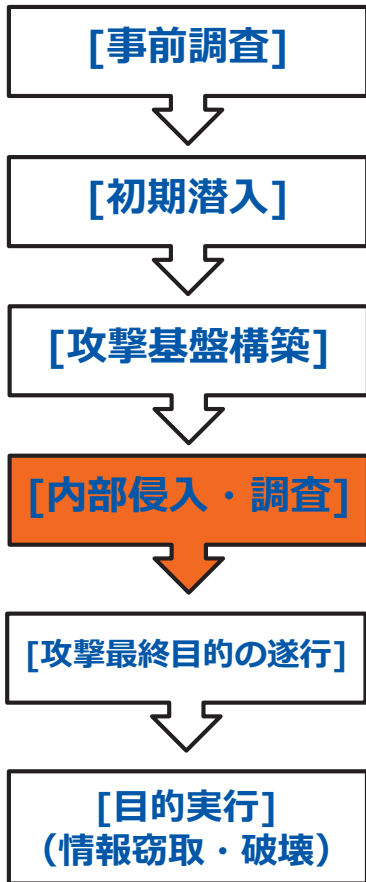 [事前調査]
[初期潜入]
[攻撃基盤構築]
[内部侵入・調査]
[攻撃最終目的の遂行]
[目的実行]
（情報窃取・破壊）